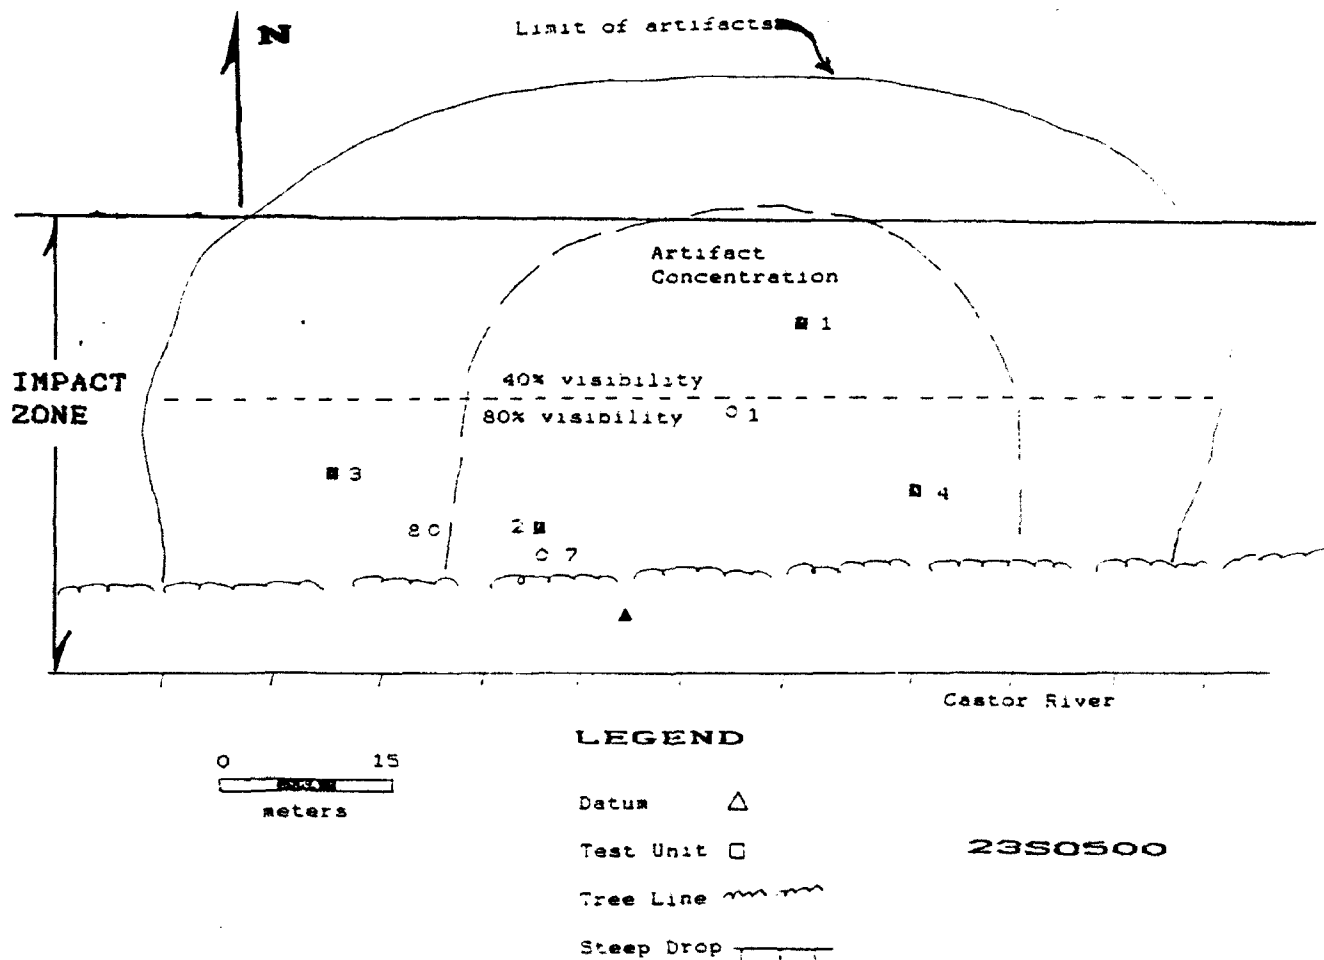 N
Limit of artifacts
Artifact
Concentration
1
IMPACT
ZONE
40% visibility
80% visibility
1
3
4
8
2
7
Castor River
LEGEND
0 15
meters
Datum
Test Unit
Tree Line
Steep Drop
23SO500